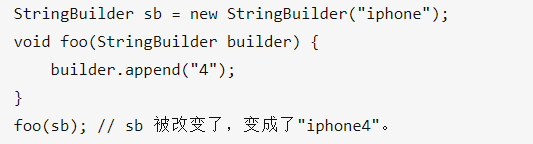 StringBuilder sb = new StringBuilder("iphone");
void foo(StringBuilder builder) {
    builder.append("4");
}
foo(sb); // sb 被改变了，变成了"iphone4"。